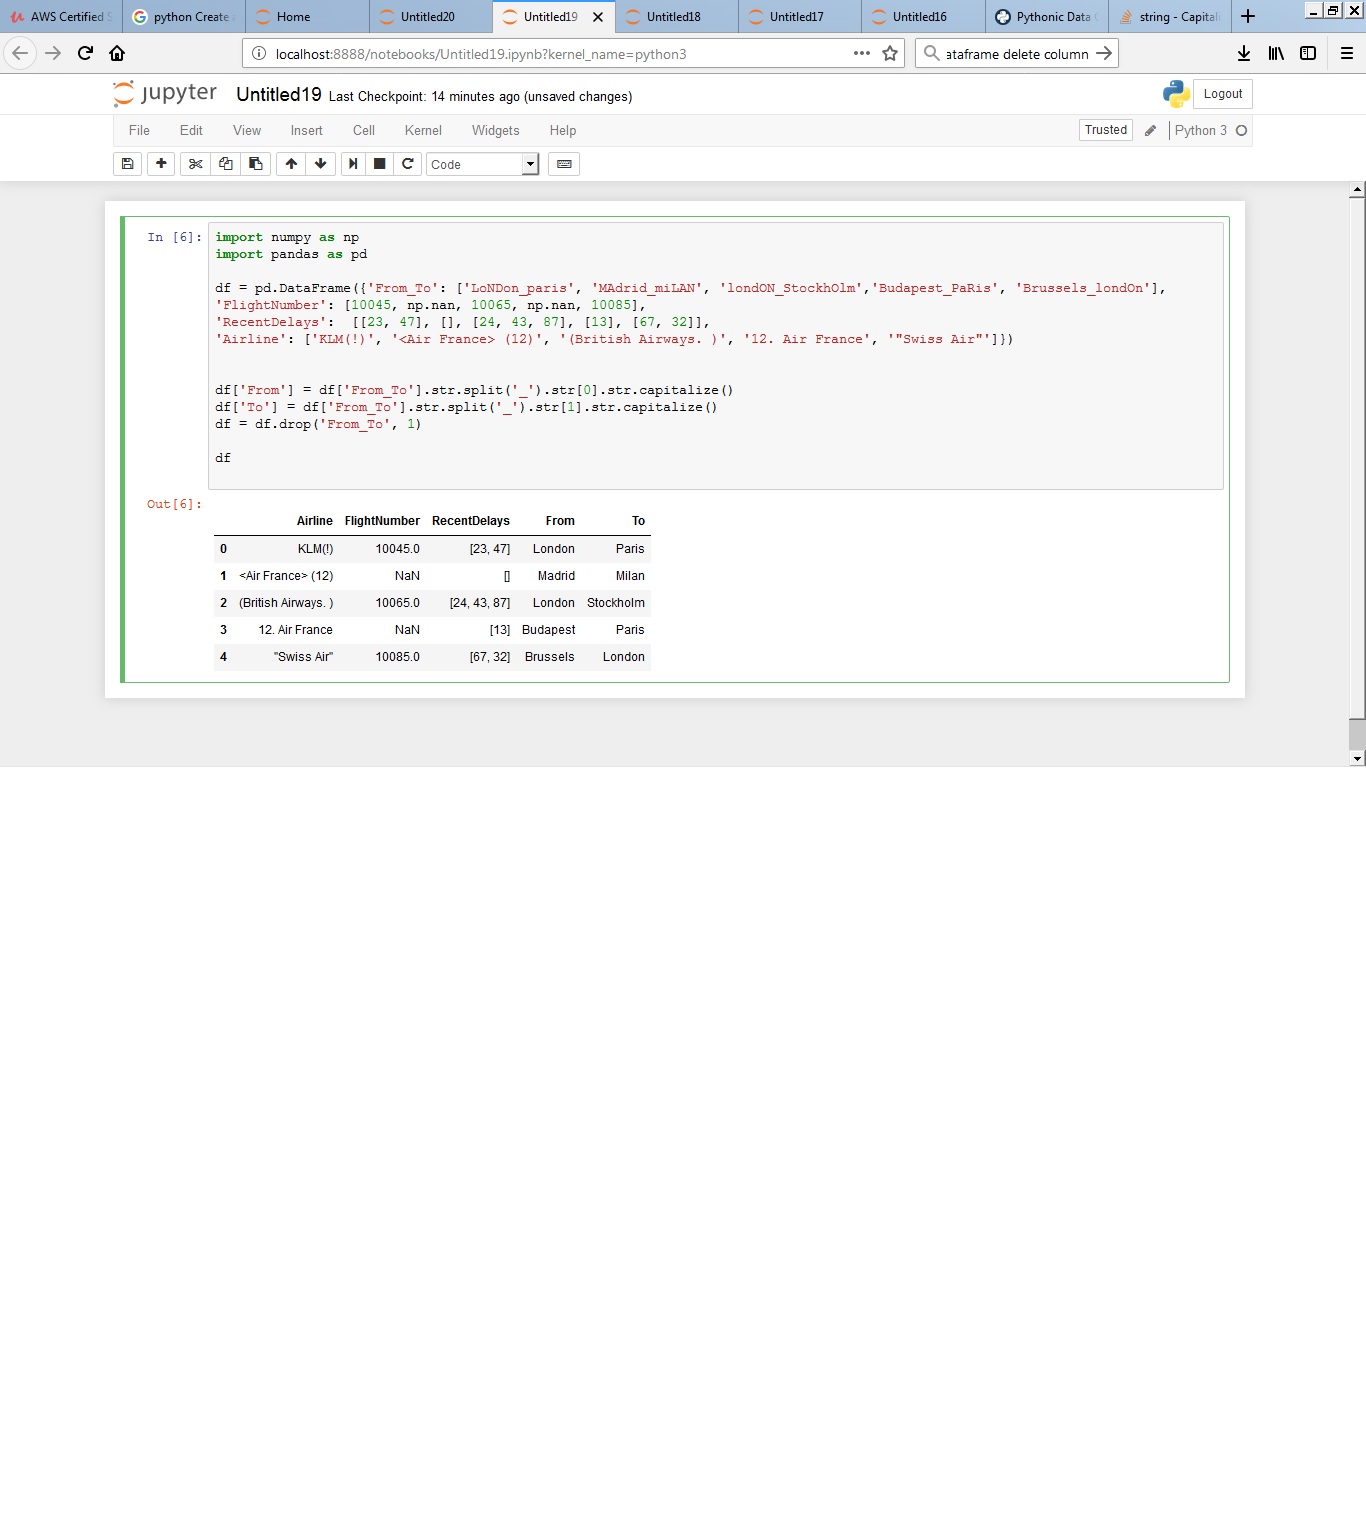 AWS Certified
python Create
Home
Untitled20
Untitled19
Untitled18
Untitled17
Untitled16
Pythonic Data
string - Capital
localhost:8888/notebooks/Untitled19.ipynb?kernel_name=python3
ataframe delete column
jupyter Untitled19 Last Checkpoint: 14 minutes ago (unsaved changes)
Logout
File Edit View Insert Cell Kernel Widgets Help
Trusted
Python 3
Code
In [6]:
import numpy as np
import pandas as pd
df = pd.DataFrame({'From_To': ['LoNDon_paris', 'MAdrid_miLAN', 'londON_StockhOlm','Budapest_PaRis', 'Brussels_londOn'],
'FlightNumber': [10045, np.nan, 10065, np.nan, 10085],
'RecentDelays':  [[23, 47], [], [24, 43, 87], [13], [67, 32]],
'Airline': ['KLM(!)', '<Air France> (12)', '(British Airways. )', '12. Air France', '"Swiss Air"']})
df['From'] = df['From_To'].str.split('_').str[0].str.capitalize()
df['To'] = df['From_To'].str.split('_').str[1].str.capitalize()
df = df.drop('From_To', 1)
df
Out[6]:
Airline FlightNumber RecentDelays From To
0 KLM(!) 10045.0 [23, 47] London Paris
1 <Air France> (12) NaN [] Madrid Milan
2 (British Airways. ) 10065.0 [24, 43, 87] London Stockholm
3 12. Air France NaN [13] Budapest Paris
4 "Swiss Air" 10085.0 [67, 32] Brussels London